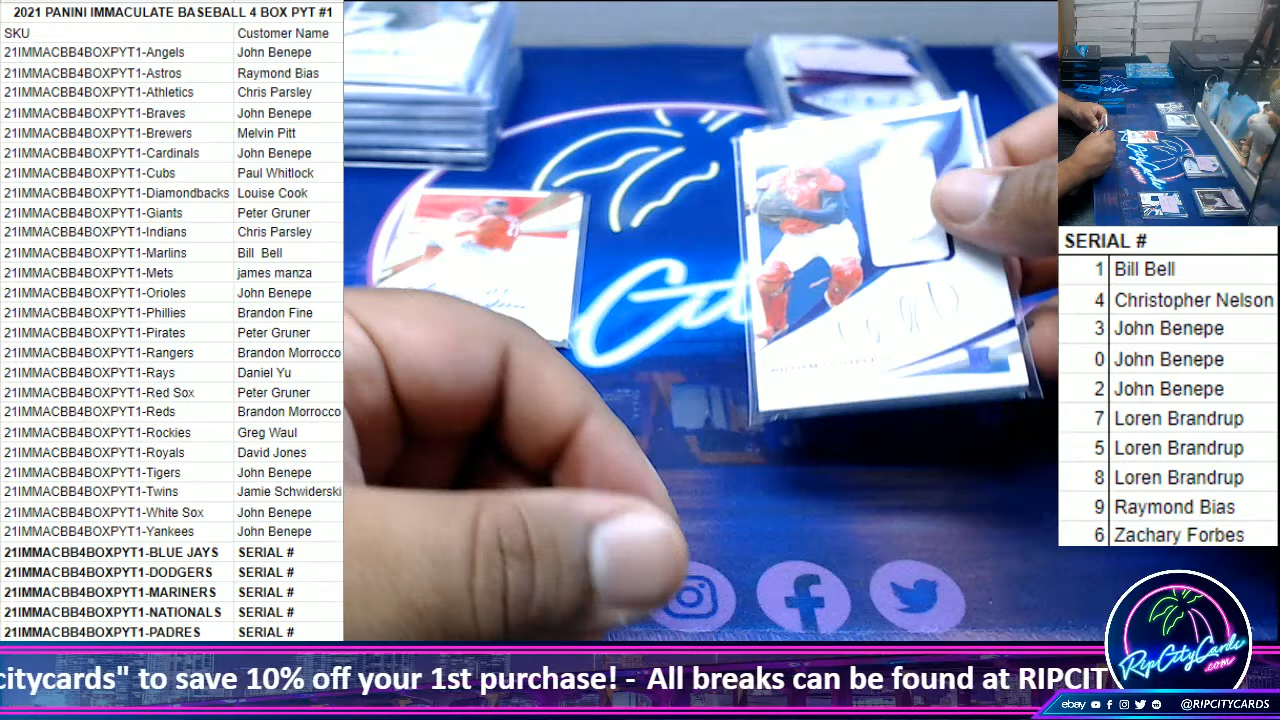 2021 PANINI IMMACULATE BASEBALL 4 BOX PYT #1
SKU Customer Name
21IMMACBB4BOXPYT1-Angels John Benepe
21IMMACBB4BOXPYT1-Astros Raymond Bias
21IMMACBB4BOXPYT1-Athletics Chris Parsley
21IMMACBB4BOXPYT1-Braves John Benepe
21IMMACBB4BOXPYT1-Brewers Melvin Pitt
21IMMACBB4BOXPYT1-Cardinals John Benepe
21IMMACBB4BOXPYT1-Cubs Paul Whitlock
21IMMACBB4BOXPYT1-Diamondbacks Louise Cook
21IMMACBB4BOXPYT1-Giants Peter Gruner
21IMMACBB4BOXPYT1-Indians Chris Parsley
21IMMACBB4BOXPYT1-Marlins Bill Bell
21IMMACBB4BOXPYT1-Mets james manza
21IMMACBB4BOXPYT1-Orioles John Benepe
21IMMACBB4BOXPYT1-Phillies Brandon Fine
21IMMACBB4BOXPYT1-Pirates Peter Gruner
21IMMACBB4BOXPYT1-Rangers Brandon Morrocco
21IMMACBB4BOXPYT1-Rays Daniel Yu
21IMMACBB4BOXPYT1-Red Sox Peter Gruner
21IMMACBB4BOXPYT1-Reds Brandon Morrocco
21IMMACBB4BOXPYT1-Rockies Greg Waul
21IMMACBB4BOXPYT1-Royals David Jones
21IMMACBB4BOXPYT1-Tigers John Benepe
21IMMACBB4BOXPYT1-Twins Jamie Schwiderski
21IMMACBB4BOXPYT1-White Sox John Benepe
21IMMACBB4BOXPYT1-Yankees John Benepe
21IMMACBB4BOXPYT1-BLUE JAYS SERIAL #
21IMMACBB4BOXPYT1-DODGERS SERIAL #
21IMMACBB4BOXPYT1-MARINERS SERIAL #
21IMMACBB4BOXPYT1-NATIONALS SERIAL #
21IMMACBB4BOXPYT1-PADRES SERIAL #
SERIAL #
1 Bill Bell
4 Christopher Nelson
3 John Benepe
0 John Benepe
2 John Benepe
7 Loren Brandrup
5 Loren Brandrup
8 Loren Brandrup
9 Raymond Bias
6 Zachary Forbes
RipCityCards
.com
citycards" to save 10% off your 1st purchase! - All breaks can be found at RIPCIT
ebay @RIPCITYCARDS